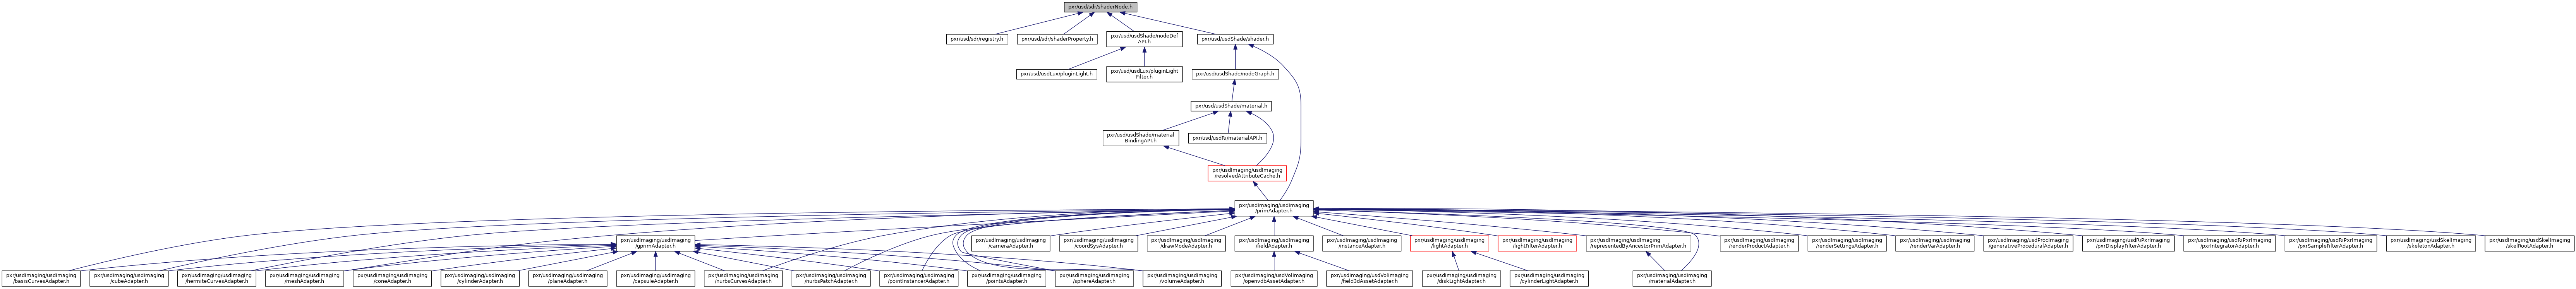 pxr/usd/sdr/shaderNode.h
pxr/usd/sdr/registry.h
pxr/usd/sdr/shaderProperty.h
pxr/usd/usdShade/nodeDef
API.h
pxr/usd/usdShade/shader.h
pxr/usd/usdLux/pluginLight.h
pxr/usd/usdLux/pluginLight
Filter.h
pxr/usd/usdShade/nodeGraph.h
pxr/usd/usdShade/material.h
pxr/usd/usdShade/material
BindingAPI.h
pxr/usd/usdRi/materialAPI.h
pxr/usdImaging/usdImaging
/resolvedAttributeCache.h
pxr/usdImaging/usdImaging
/primAdapter.h
pxr/usdImaging/usdImaging
/gprimAdapter.h
pxr/usdImaging/usdImaging
/cameraAdapter.h
pxr/usdImaging/usdImaging
/coordSysAdapter.h
pxr/usdImaging/usdImaging
/drawModeAdapter.h
pxr/usdImaging/usdImaging
/fieldAdapter.h
pxr/usdImaging/usdImaging
/instanceAdapter.h
pxr/usdImaging/usdImaging
/lightAdapter.h
pxr/usdImaging/usdImaging
/lightFilterAdapter.h
pxr/usdImaging/usdImaging
/representedByAncestorPrimAdapter.h
pxr/usdImaging/usdImaging
/renderProductAdapter.h
pxr/usdImaging/usdImaging
/renderSettingsAdapter.h
pxr/usdImaging/usdImaging
/renderVarAdapter.h
pxr/usdImaging/usdProcImaging
/generativeProceduralAdapter.h
pxr/usdImaging/usdRiPxrImaging
/pxrDisplayFilterAdapter.h
pxr/usdImaging/usdRiPxrImaging
/pxrIntegratorAdapter.h
pxr/usdImaging/usdRiPxrImaging
/pxrSampleFilterAdapter.h
pxr/usdImaging/usdSkelImaging
/skeletonAdapter.h
pxr/usdImaging/usdSkelImaging
/skelRootAdapter.h
pxr/usdImaging/usdImaging
/basisCurvesAdapter.h
pxr/usdImaging/usdImaging
/cubeAdapter.h
pxr/usdImaging/usdImaging
/hermiteCurvesAdapter.h
pxr/usdImaging/usdImaging
/meshAdapter.h
pxr/usdImaging/usdImaging
/coneAdapter.h
pxr/usdImaging/usdImaging
/cylinderAdapter.h
pxr/usdImaging/usdImaging
/planeAdapter.h
pxr/usdImaging/usdImaging
/capsuleAdapter.h
pxr/usdImaging/usdImaging
/nurbsCurvesAdapter.h
pxr/usdImaging/usdImaging
/nurbsPatchAdapter.h
pxr/usdImaging/usdImaging
/pointInstancerAdapter.h
pxr/usdImaging/usdImaging
/pointsAdapter.h
pxr/usdImaging/usdImaging
/sphereAdapter.h
pxr/usdImaging/usdImaging
/volumeAdapter.h
pxr/usdImaging/usdVolImaging
/openvdbAssetAdapter.h
pxr/usdImaging/usdVolImaging
/field3dAssetAdapter.h
pxr/usdImaging/usdImaging
/diskLightAdapter.h
pxr/usdImaging/usdImaging
/cylinderLightAdapter.h
pxr/usdImaging/usdImaging
/materialAdapter.h